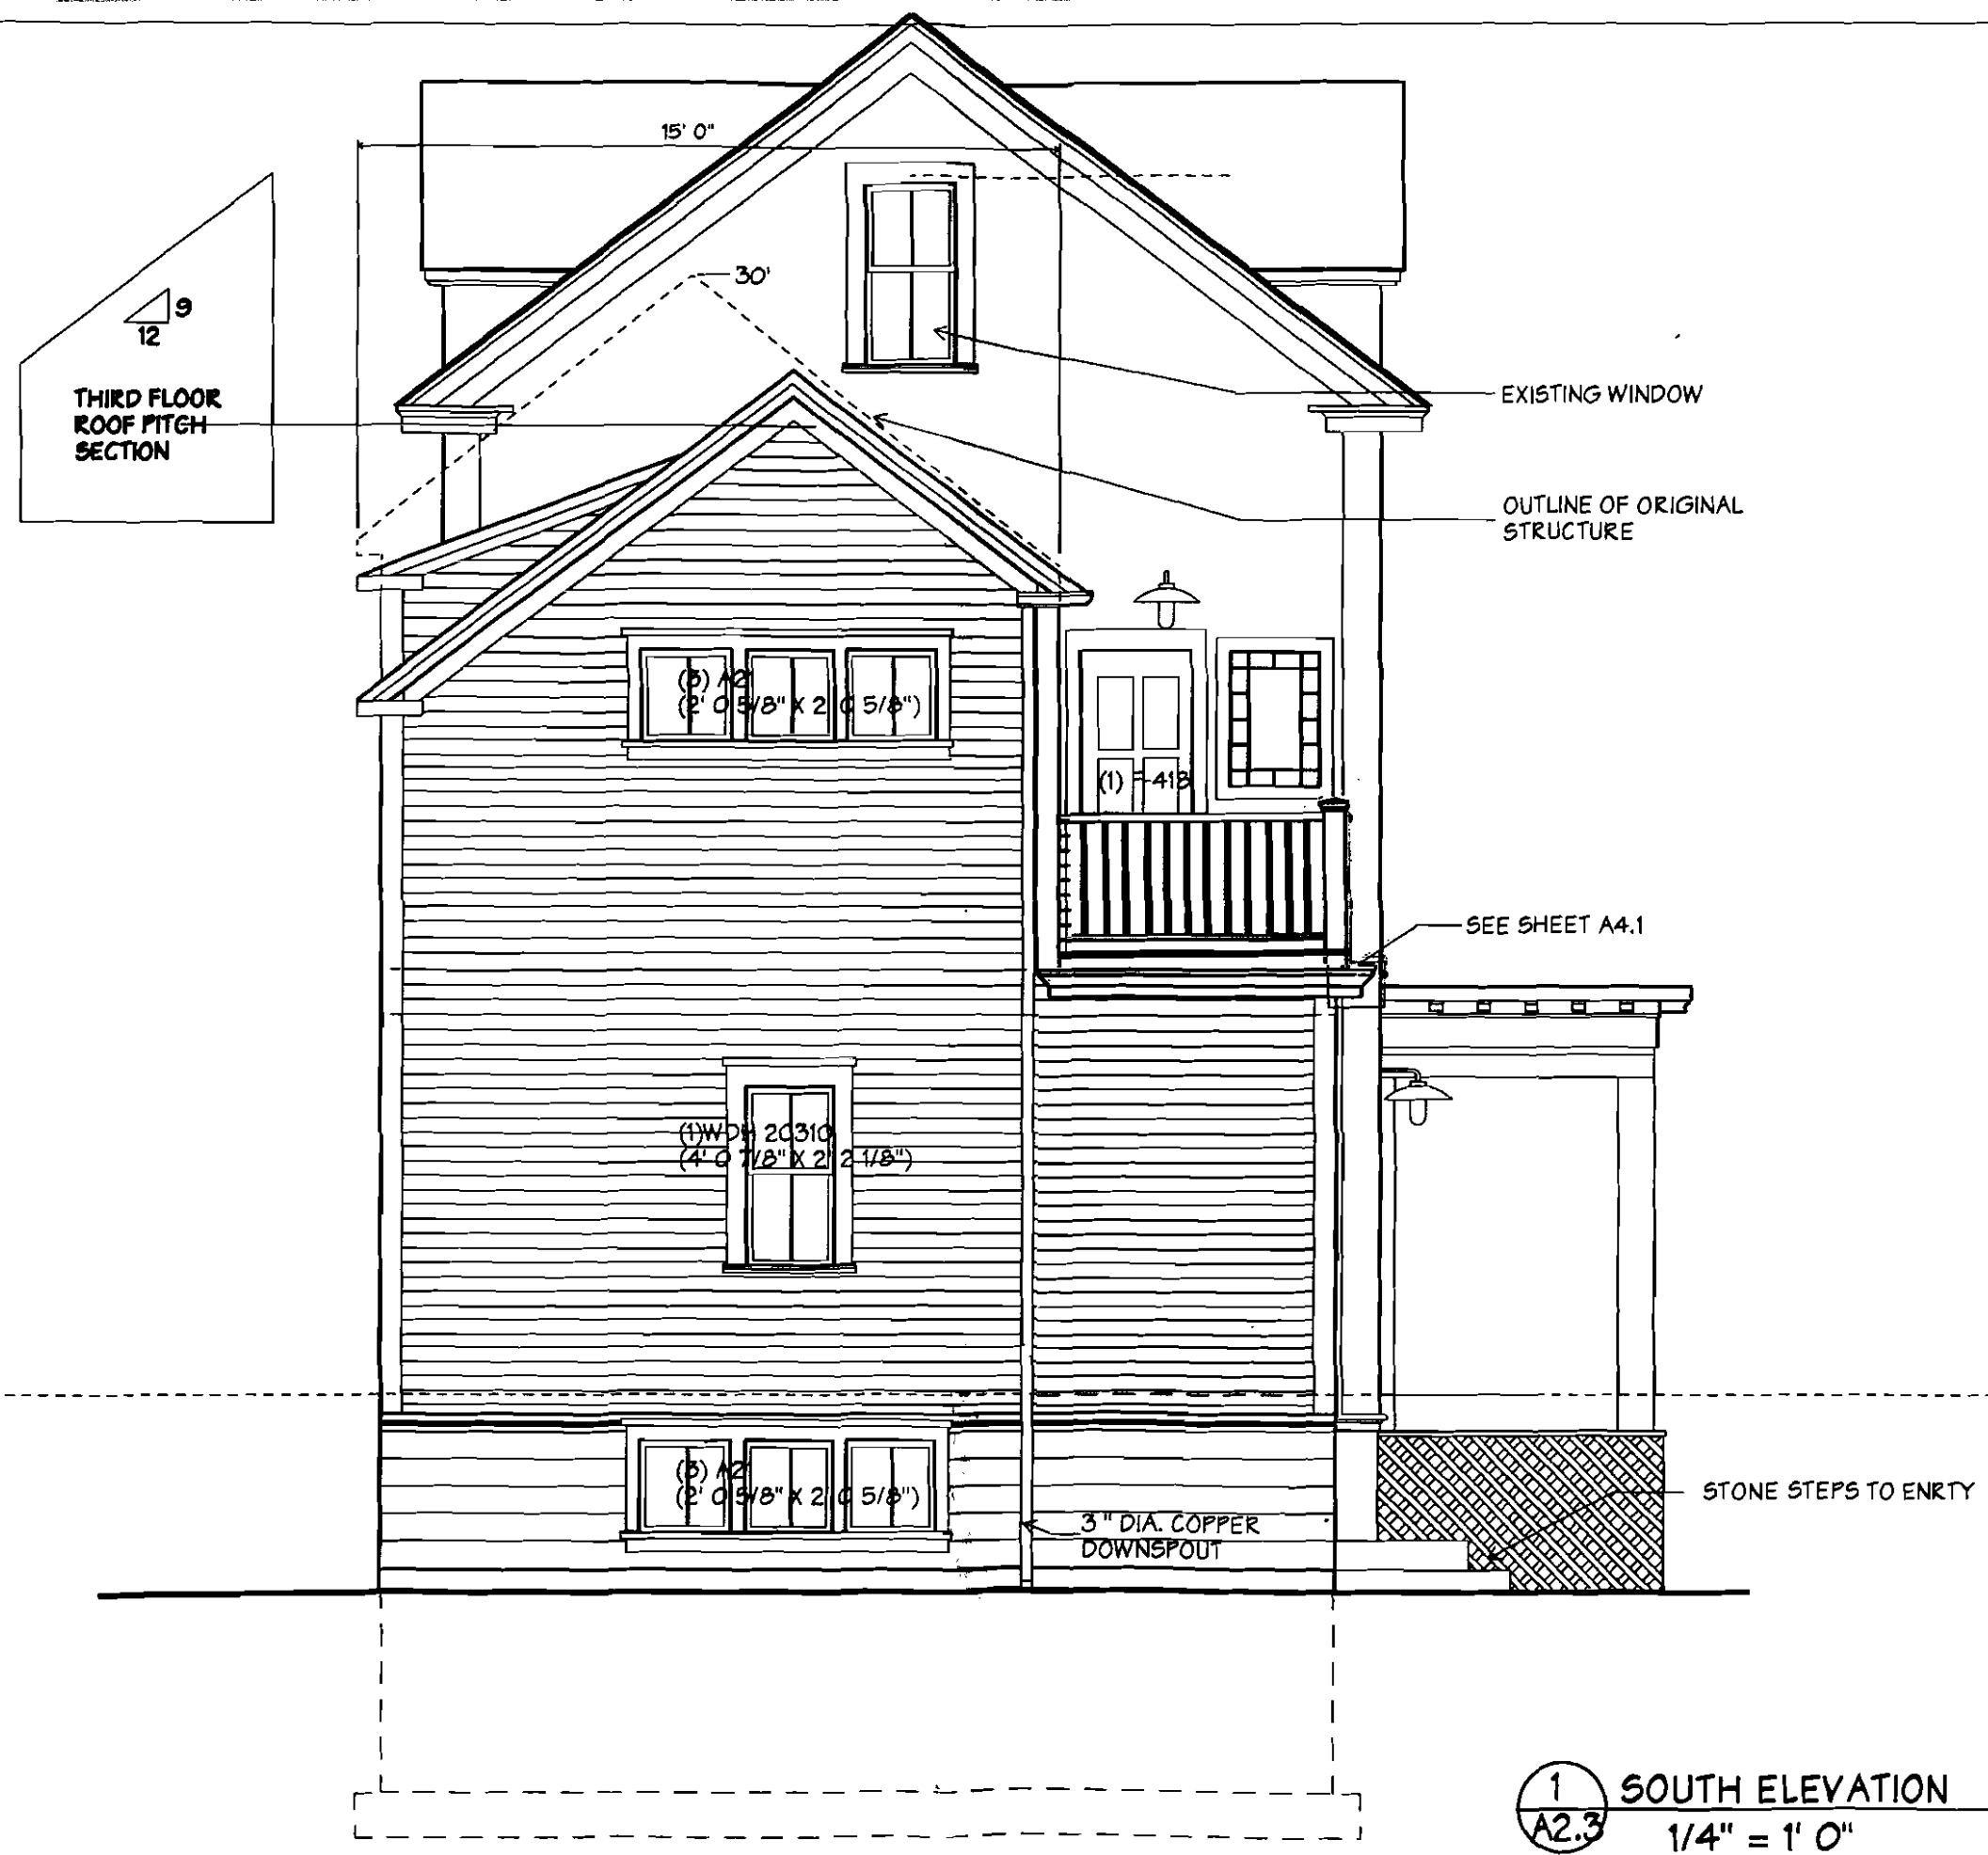 15' 0"
30'
9
12
THIRD FLOOR
ROOF PITCH
SECTION
EXISTING WINDOW
OUTLINE OF ORIGINAL
STRUCTURE
(3) A21
(2' 0 5/8" X 2' 0 5/8")
(1) F-418
SEE SHEET A4.1
(1)WDH 20310
(4' 0 7/8" X 2' 2 1/8")
(3) A21
(2' 0 5/8" X 2' 0 5/8")
3" DIA. COPPER
DOWNSPOUT
STONE STEPS TO ENRTY
1
A2.3
SOUTH ELEVATION
1/4" = 1' 0"